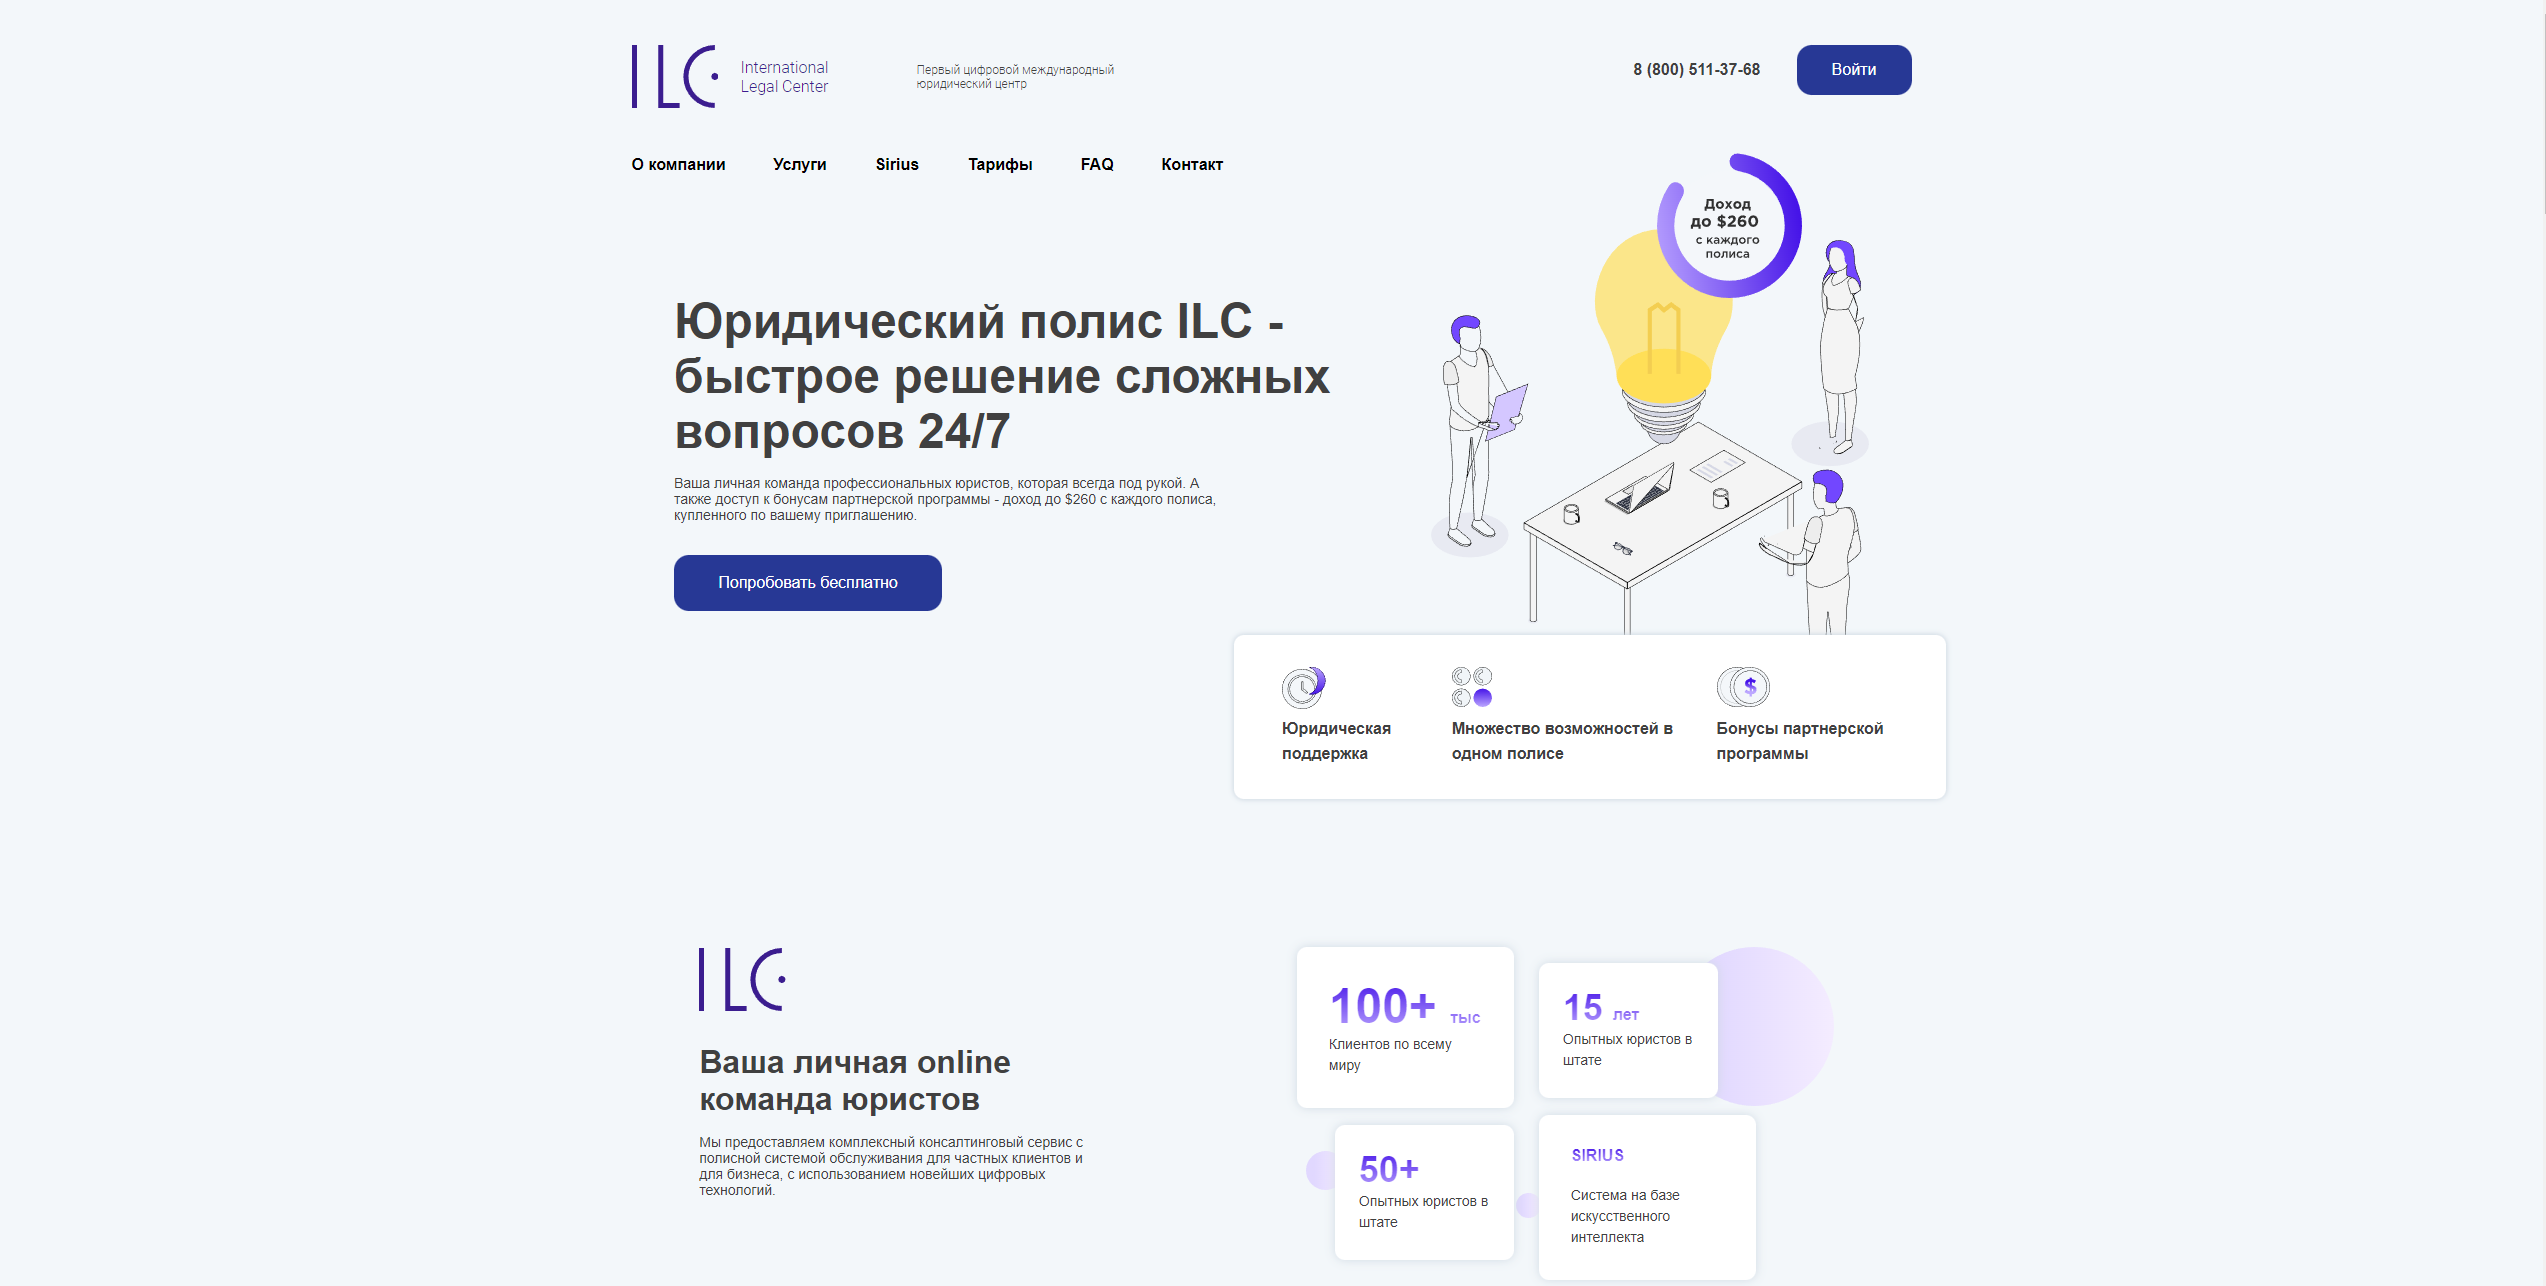 ILC
International
Legal Center
Первый цифровой международный
юридический центр
8 (800) 511-37-68
Войти
О компании
Услуги
Sirius
Тарифы
FAQ
Контакт
Доход
до $260
с каждого
полиса
Юридический полис ILC -
быстрое решение сложных
вопросов 24/7
Ваша личная команда профессиональных юристов, которая всегда под рукой. А
также доступ к бонусам партнерской программы - доход до $260 с каждого полиса,
купленного по вашему приглашению.
Попробовать бесплатно
$
Юридическая
поддержка
Множество возможностей в
одном полисе
Бонусы партнерской
программы
ILC
Ваша личная online
команда юристов
Мы предоставляем комплексный консалтинговый сервис с
полисной системой обслуживания для частных клиентов и
для бизнеса, с использованием новейших цифровых
технологий.
100+ тыс
Клиентов по всему
миру
15 лет
Опытных юристов в
штате
50+
Опытных юристов в
штате
SIRIUS
Система на базе
искусственного
интеллекта